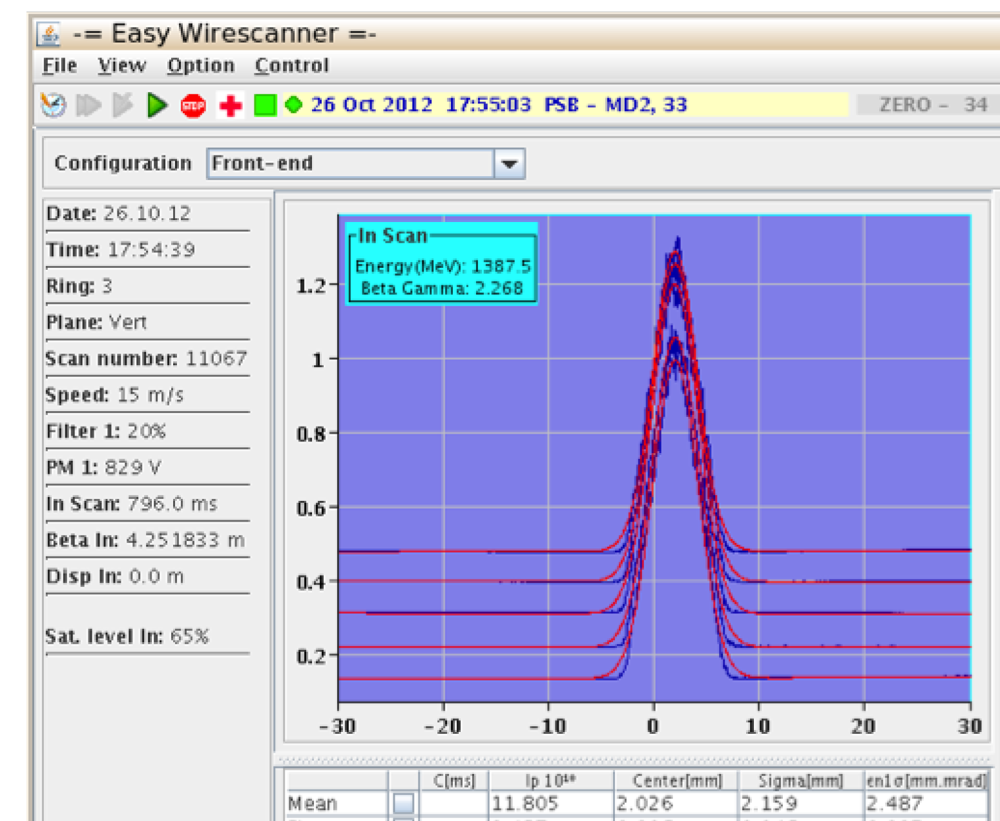 -= Easy Wirescanner =-
File View Option Control
STOP 26 Oct 2012 17:55:03 PSB - MD2, 33 ZERO - 34
Configuration Front-end
Date: 26.10.12
Time: 17:54:39
Ring: 3
Plane: Vert
Scan number: 11067
Speed: 15 m/s
Filter 1: 20%
PM 1: 829 V
In Scan: 796.0 ms
Beta In: 4.251833 m
Disp In: 0.0 m
Sat. level In: 65%
In Scan
Energy(MeV): 1387.5
Beta Gamma: 2.268
1.2
1
0.8
0.6
0.4
0.2
-30 -20 -10 0 10 20 30
C[ms] Ip 10¹⁰ Center[mm] Sigma[mm] en1σ[mm.mrad]
Mean 11.805 2.026 2.159 2.487